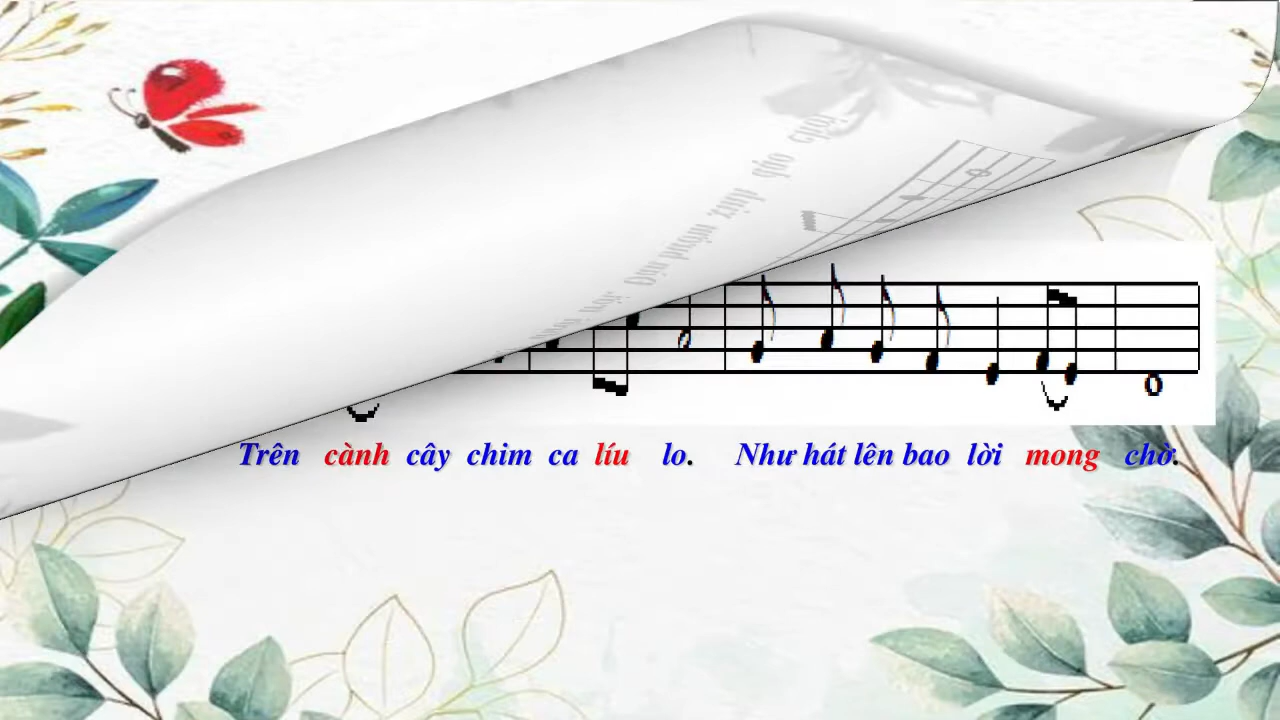 Trên cành cây chim ca líu lo. Như hát lên bao lời mong chờ.